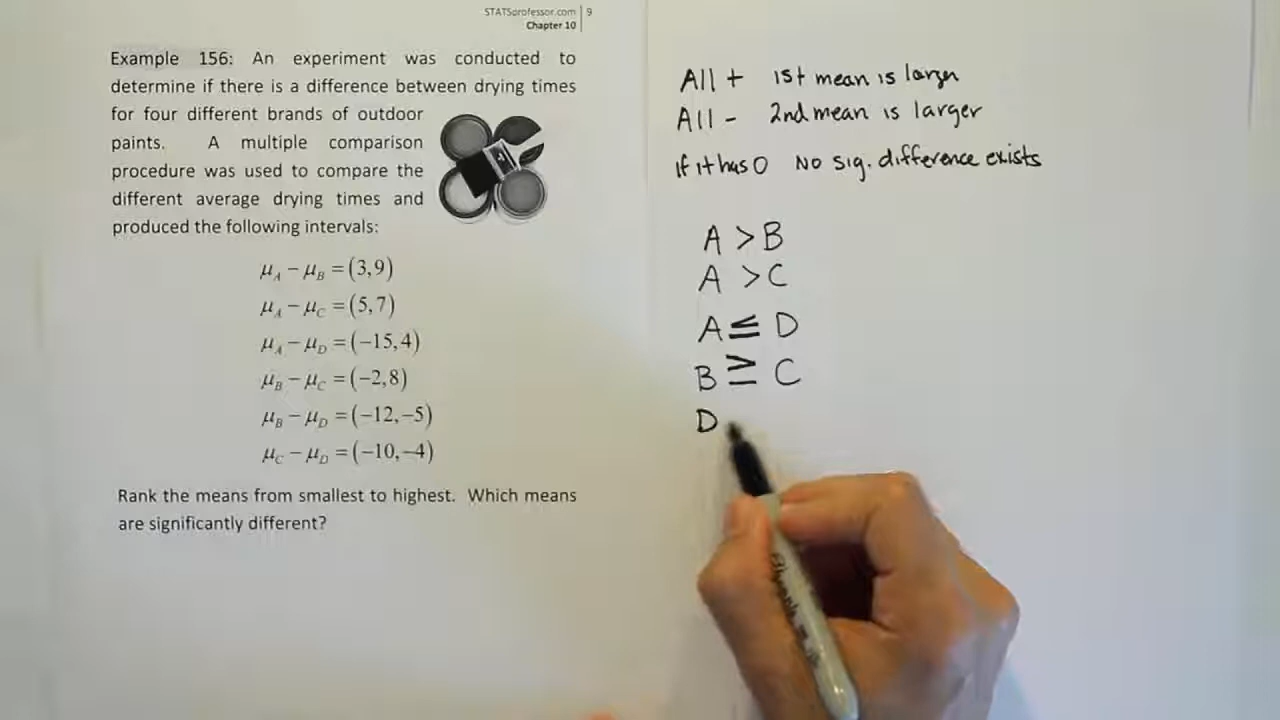 STATSprofessor.com | 9
Chapter 10
Example 156: An experiment was conducted to
determine if there is a difference between drying times
for four different brands of outdoor
paints. A multiple comparison
procedure was used to compare the
different average drying times and
produced the following intervals:
μA − μB = (3,9)
μA − μC = (5,7)
μA − μD = (−15,4)
μB − μC = (−2,8)
μB − μD = (−12,−5)
μC − μD = (−10,−4)
Rank the means from smallest to highest. Which means
are significantly different?
All + 1st mean is larger
All - 2nd mean is larger
If it has 0 No sig. difference exists
A > B
A > C
A ≤ D
B ≥ C
D